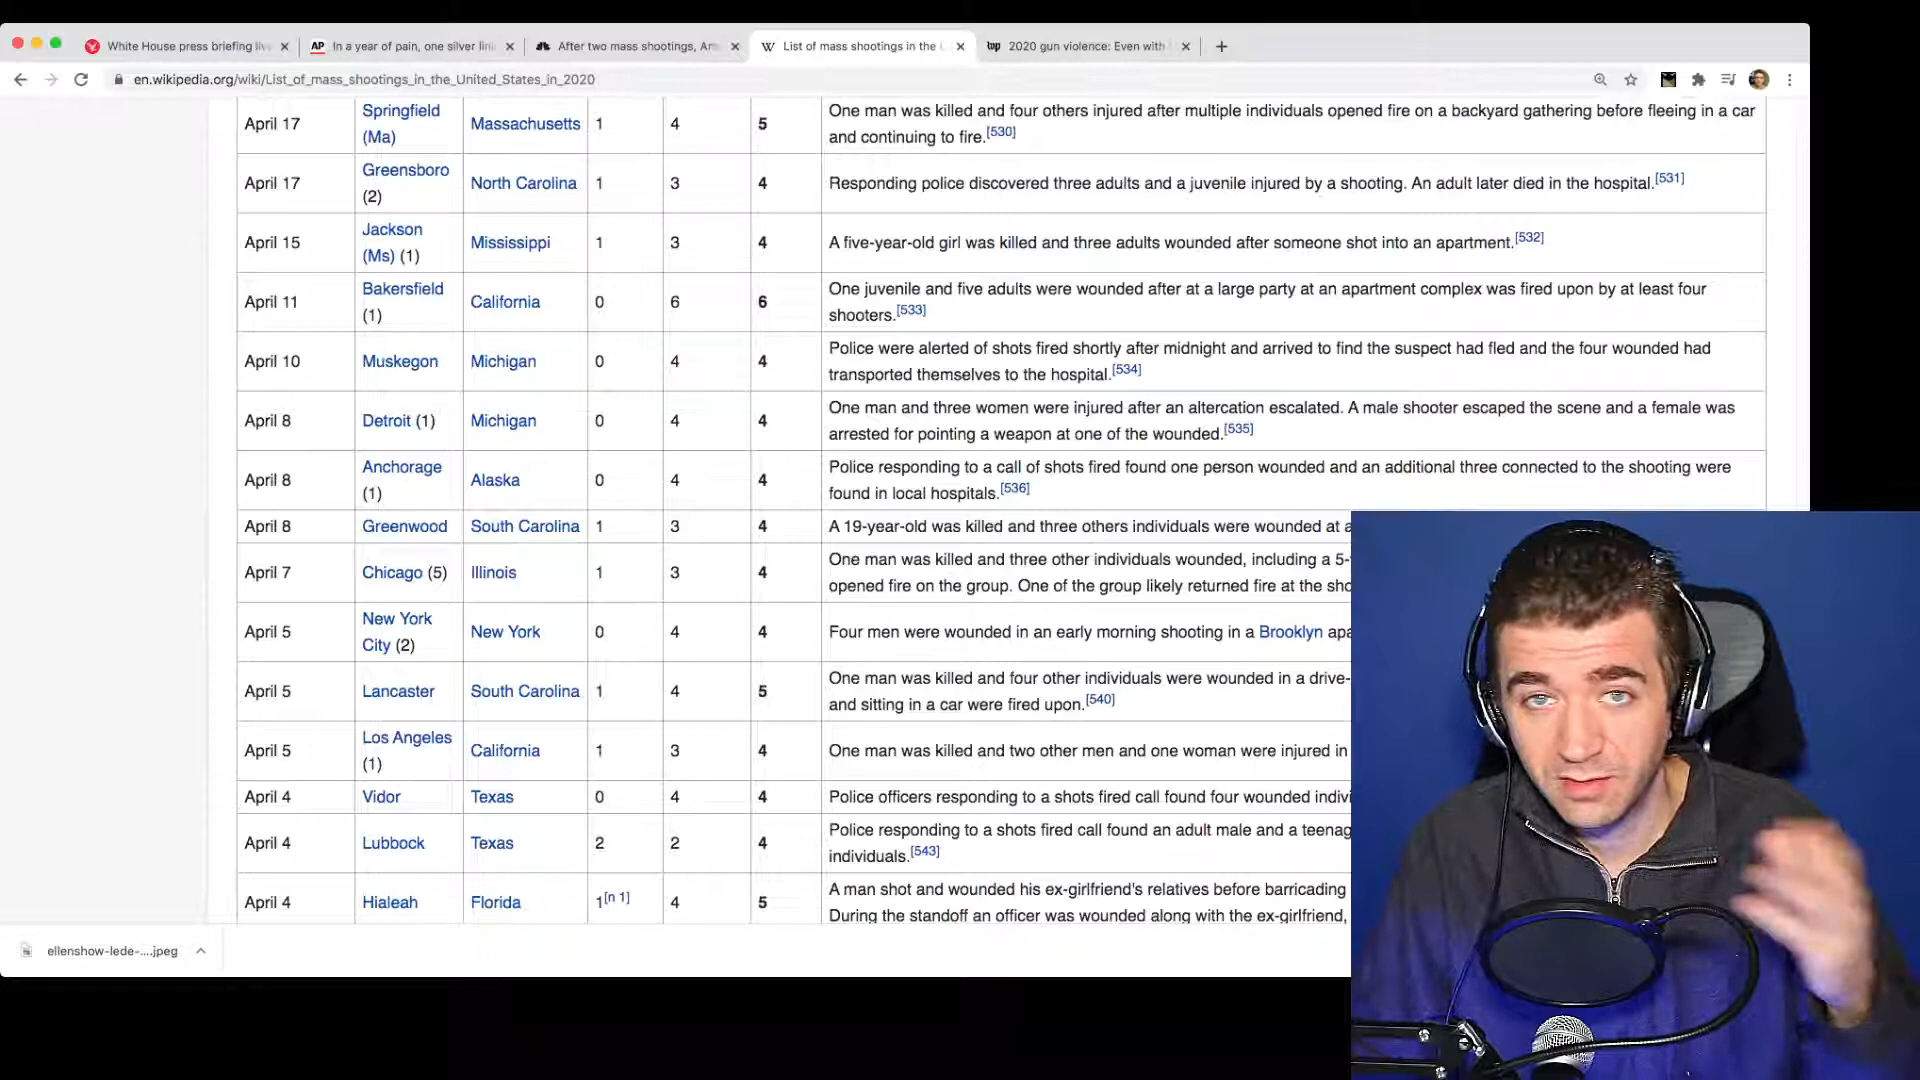 White House press briefing live
AP In a year of pain, one silver lini
After two mass shootings, Am
W List of mass shootings in the U
wp 2020 gun violence: Even with
en.wikipedia.org/wiki/List_of_mass_shootings_in_the_United_States_in_2020
April 17 Springfield (Ma) Massachusetts 1 4 5 One man was killed and four others injured after multiple individuals opened fire on a backyard gathering before fleeing in a car
and continuing to fire.[530]
April 17 Greensboro (2) North Carolina 1 3 4 Responding police discovered three adults and a juvenile injured by a shooting. An adult later died in the hospital.[531]
April 15 Jackson (Ms) (1) Mississippi 1 3 4 A five-year-old girl was killed and three adults wounded after someone shot into an apartment.[532]
April 11 Bakersfield (1) California 0 6 6 One juvenile and five adults were wounded after at a large party at an apartment complex was fired upon by at least four
shooters.[533]
April 10 Muskegon Michigan 0 4 4 Police were alerted of shots fired shortly after midnight and arrived to find the suspect had fled and the four wounded had
transported themselves to the hospital.[534]
April 8 Detroit (1) Michigan 0 4 4 One man and three women were injured after an altercation escalated. A male shooter escaped the scene and a female was
arrested for pointing a weapon at one of the wounded.[535]
April 8 Anchorage (1) Alaska 0 4 4 Police responding to a call of shots fired found one person wounded and an additional three connected to the shooting were
found in local hospitals.[536]
April 8 Greenwood South Carolina 1 3 4 A 19-year-old was killed and three others individuals were wounded at a
April 7 Chicago (5) Illinois 1 3 4 One man was killed and three other individuals wounded, including a 5-
opened fire on the group. One of the group likely returned fire at the sho
April 5 New York City (2) New York 0 4 4 Four men were wounded in an early morning shooting in a Brooklyn apa
April 5 Lancaster South Carolina 1 4 5 One man was killed and four other individuals were wounded in a drive-
and sitting in a car were fired upon.[540]
April 5 Los Angeles (1) California 1 3 4 One man was killed and two other men and one woman were injured in
April 4 Vidor Texas 0 4 4 Police officers responding to a shots fired call found four wounded indivi
April 4 Lubbock Texas 2 2 4 Police responding to a shots fired call found an adult male and a teenag
individuals.[543]
April 4 Hialeah Florida 1[n 1] 4 5 A man shot and wounded his ex-girlfriend's relatives before barricading
During the standoff an officer was wounded along with the ex-girlfriend,
ellenshow-lede-....jpeg